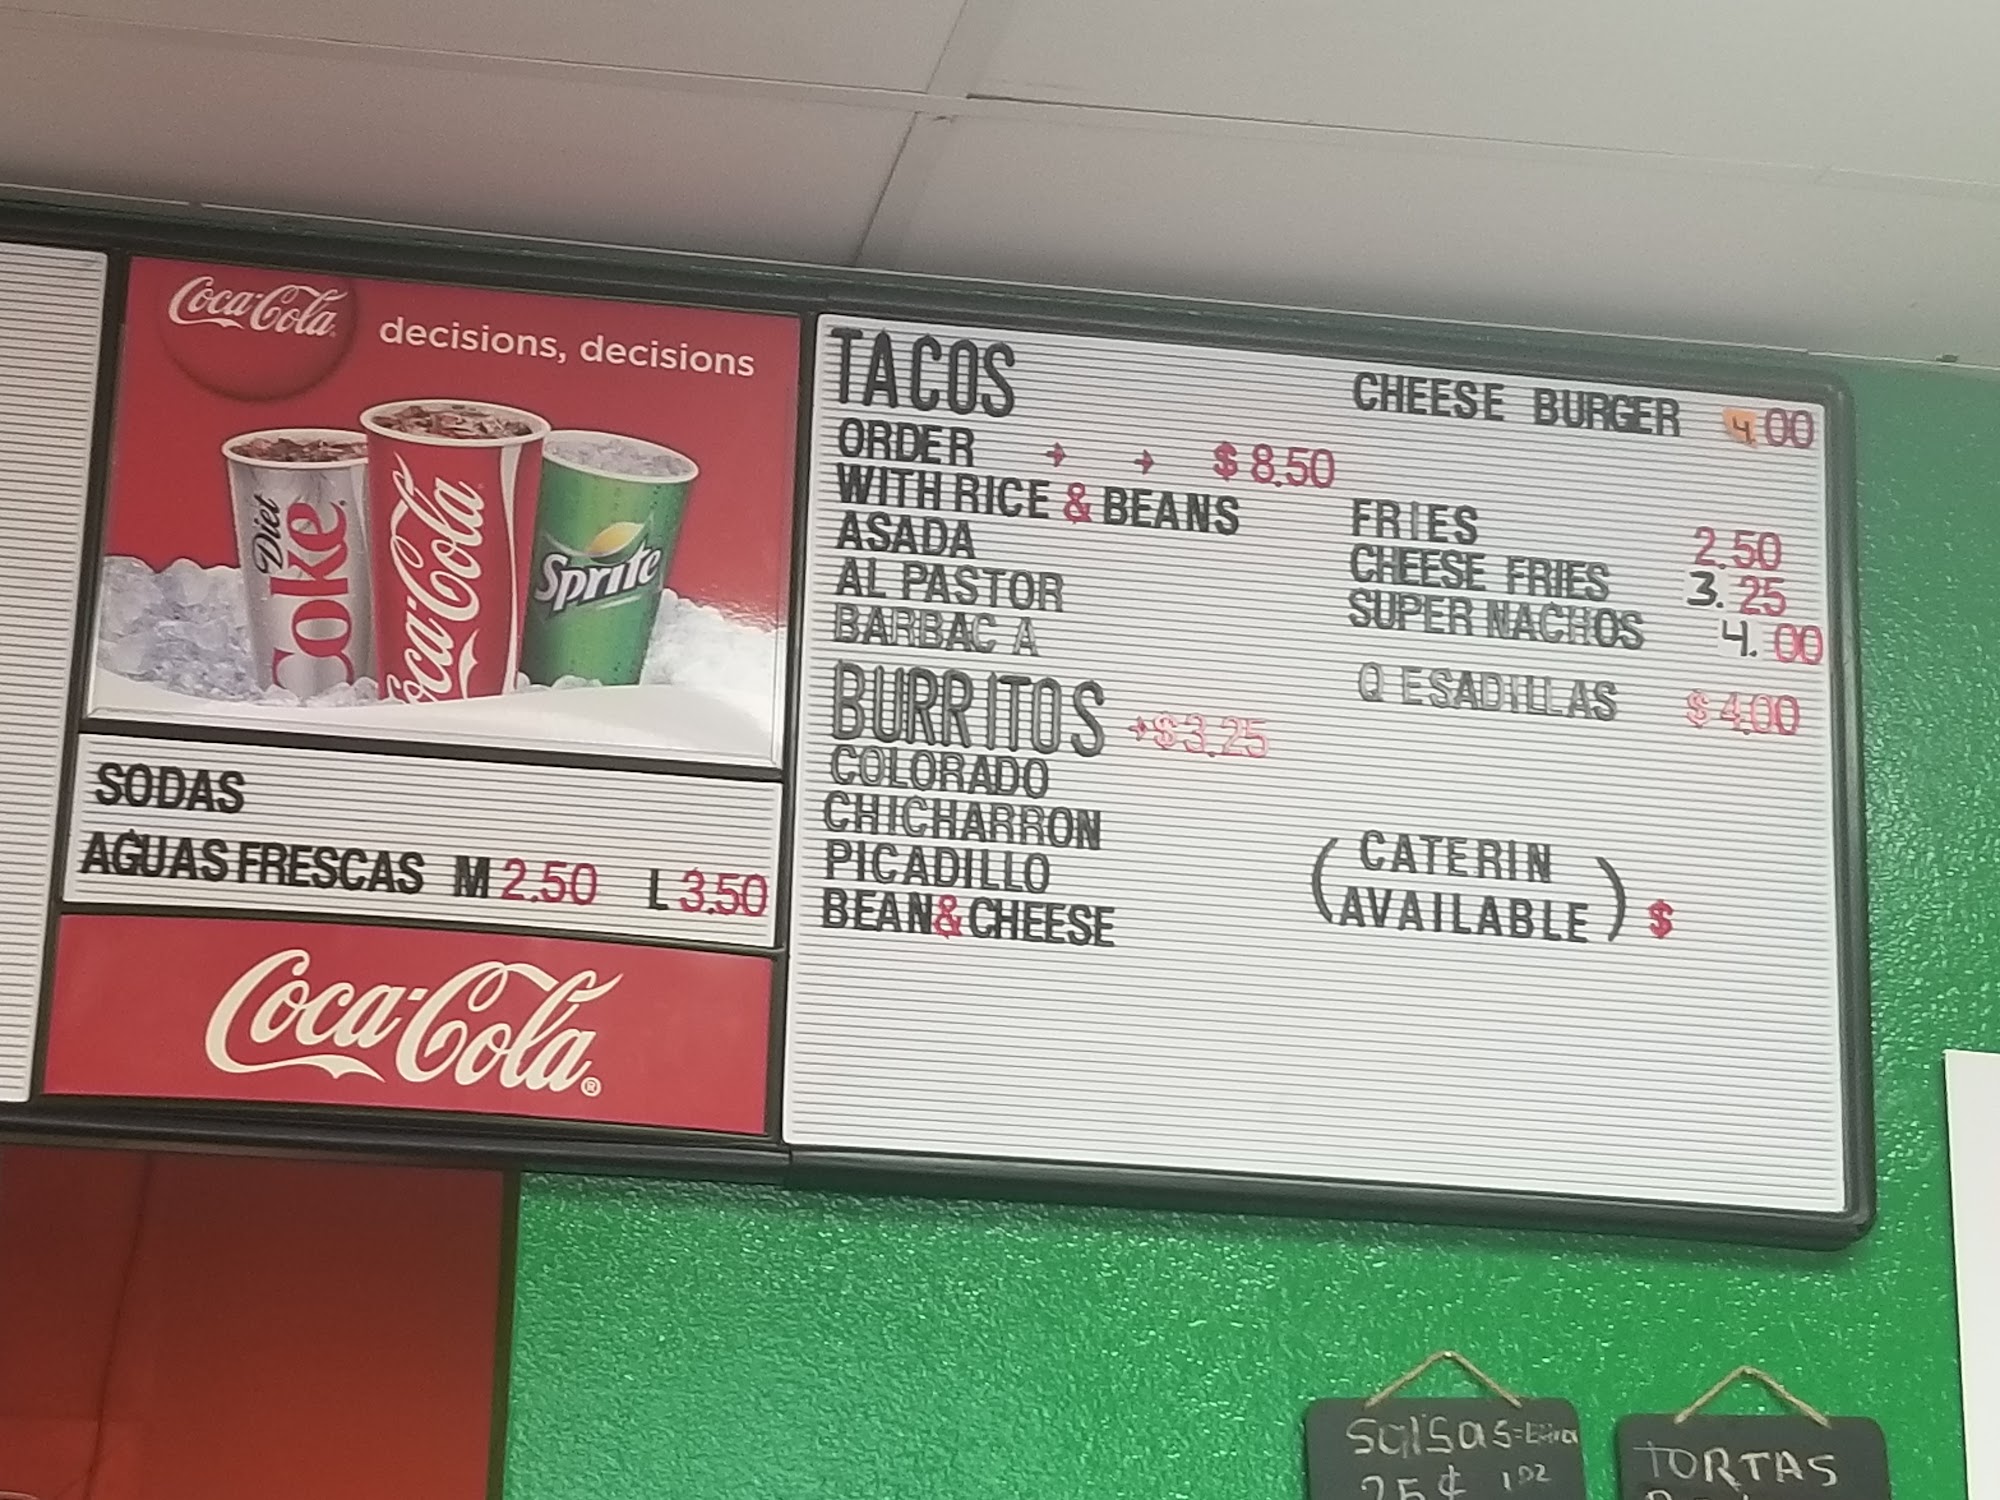 Coca-Cola
decisions, decisions
Diet
Coke
Coca-Cola
Sprite
SODAS
AGUAS FRESCAS M 2.50 L 3.50
Coca-Cola®
TACOS
ORDER → → $8.50
WITH RICE & BEANS
ASADA
AL PASTOR
BARBAC A
BURRITOS →$3.25
COLORADO
CHICHARRON
PICADILLO
BEAN&CHEESE
CHEESE BURGER 4.00
FRIES 2.50
CHEESE FRIES 3.25
SUPER NACHOS 4.00
Q ESADILLAS $4.00
( CATERIN
AVAILABLE ) $
Salsas=
25¢ 1oz
TORTAS